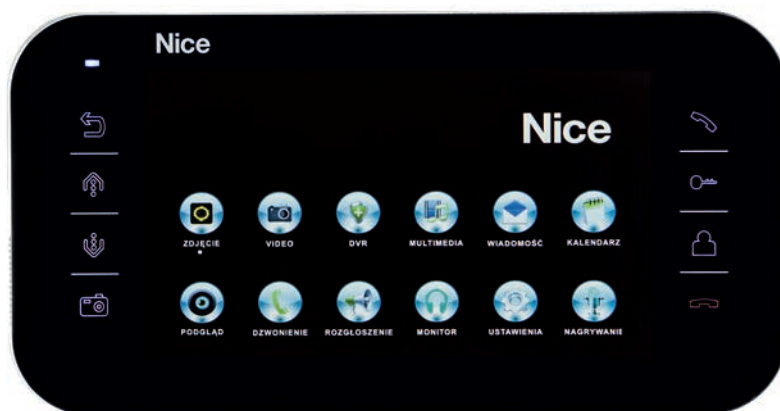 Nice
Nice
ZDJĘCIE VIDEO DVR MULTIMEDIA WIADOMOŚĆ KALENDARZ
PODGLĄD DZWONIENIE ROZGŁOSZENIE MONITOR USTAWIENIA NAGRYWANIE